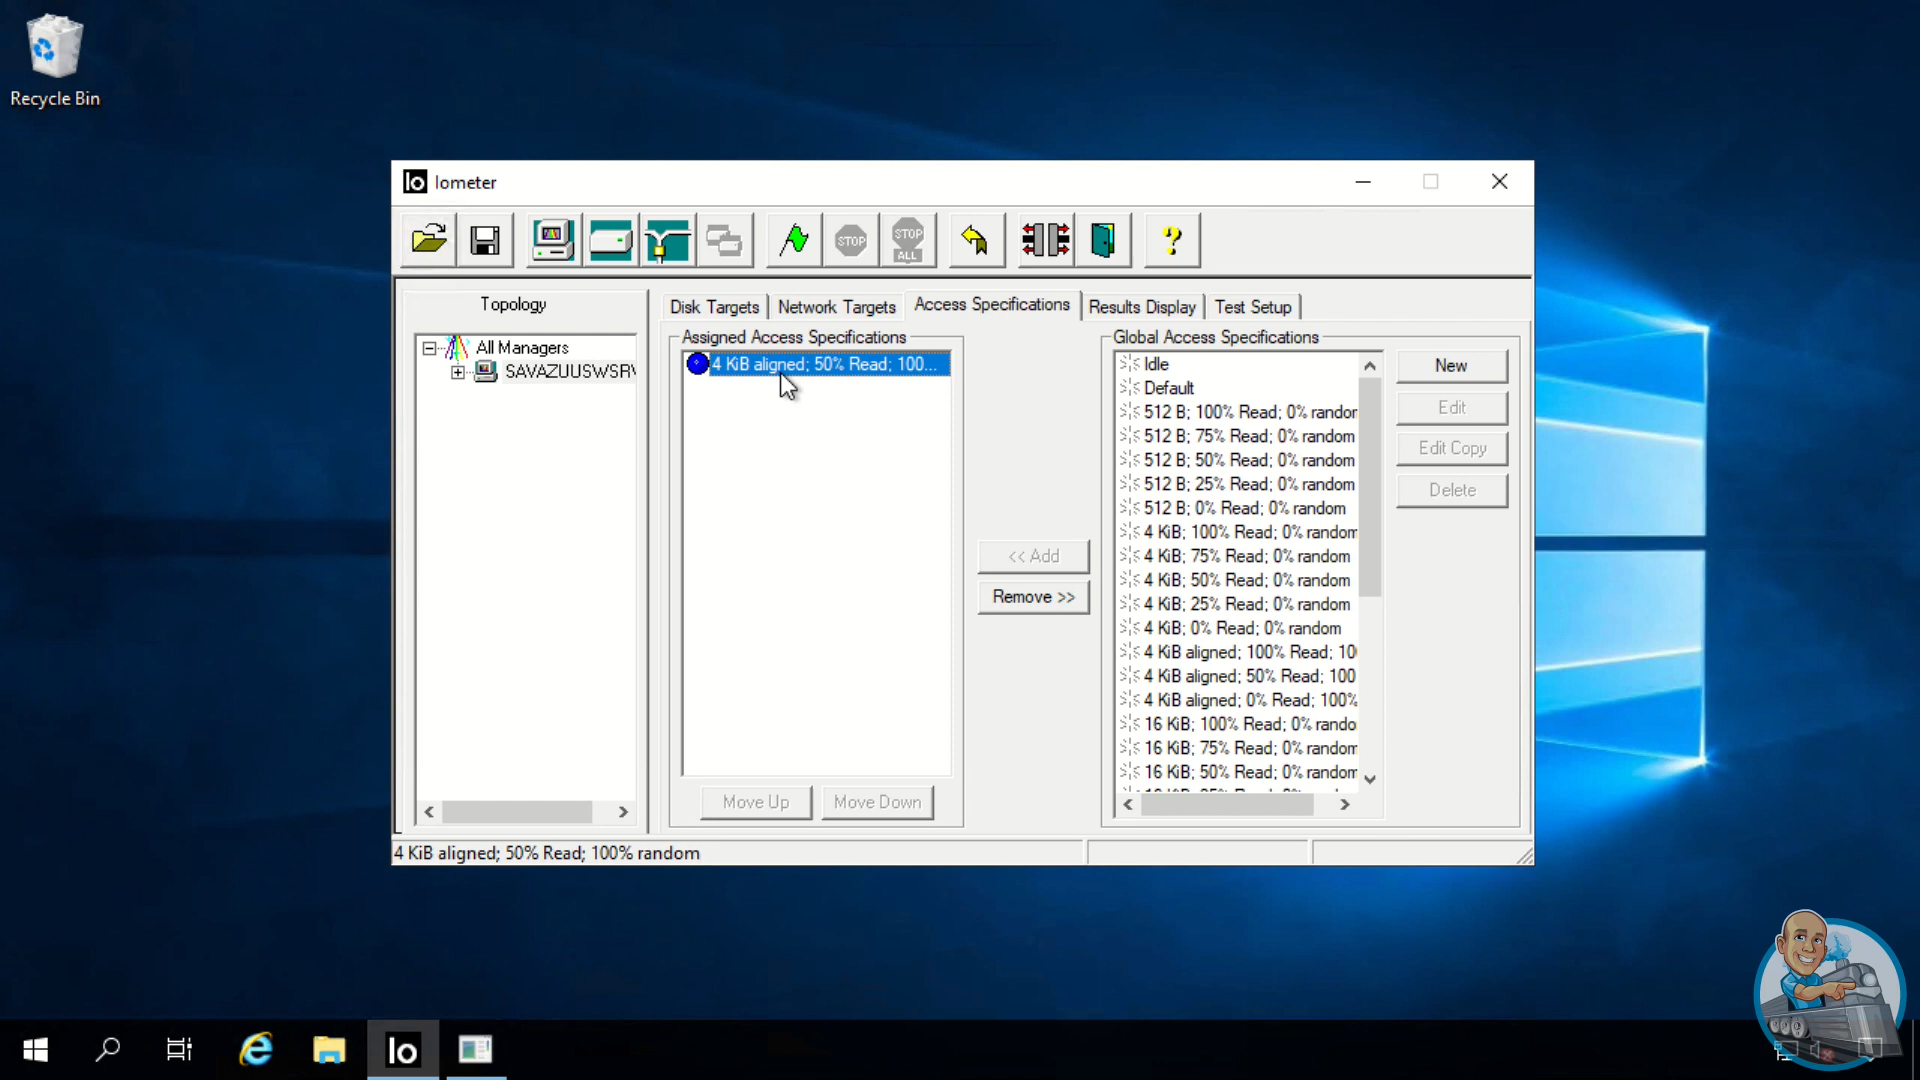 Recycle Bin
Io Iometer
STOP
STOP
ALL
?
Topology
All Managers
SAVAZUUSWSRV
Disk Targets
Network Targets
Access Specifications
Results Display
Test Setup
Assigned Access Specifications
4 KiB aligned; 50% Read; 100...
Move Up
Move Down
<< Add
Remove >>
Global Access Specifications
Idle
Default
512 B; 100% Read; 0% random
512 B; 75% Read; 0% random
512 B; 50% Read; 0% random
512 B; 25% Read; 0% random
512 B; 0% Read; 0% random
4 KiB; 100% Read; 0% random
4 KiB; 75% Read; 0% random
4 KiB; 50% Read; 0% random
4 KiB; 25% Read; 0% random
4 KiB; 0% Read; 0% random
4 KiB aligned; 100% Read; 10
4 KiB aligned; 50% Read; 100
4 KiB aligned; 0% Read; 100%
16 KiB; 100% Read; 0% rando
16 KiB; 75% Read; 0% random
16 KiB; 50% Read; 0% random
New
Edit
Edit Copy
Delete
4 KiB aligned; 50% Read; 100% random
Io